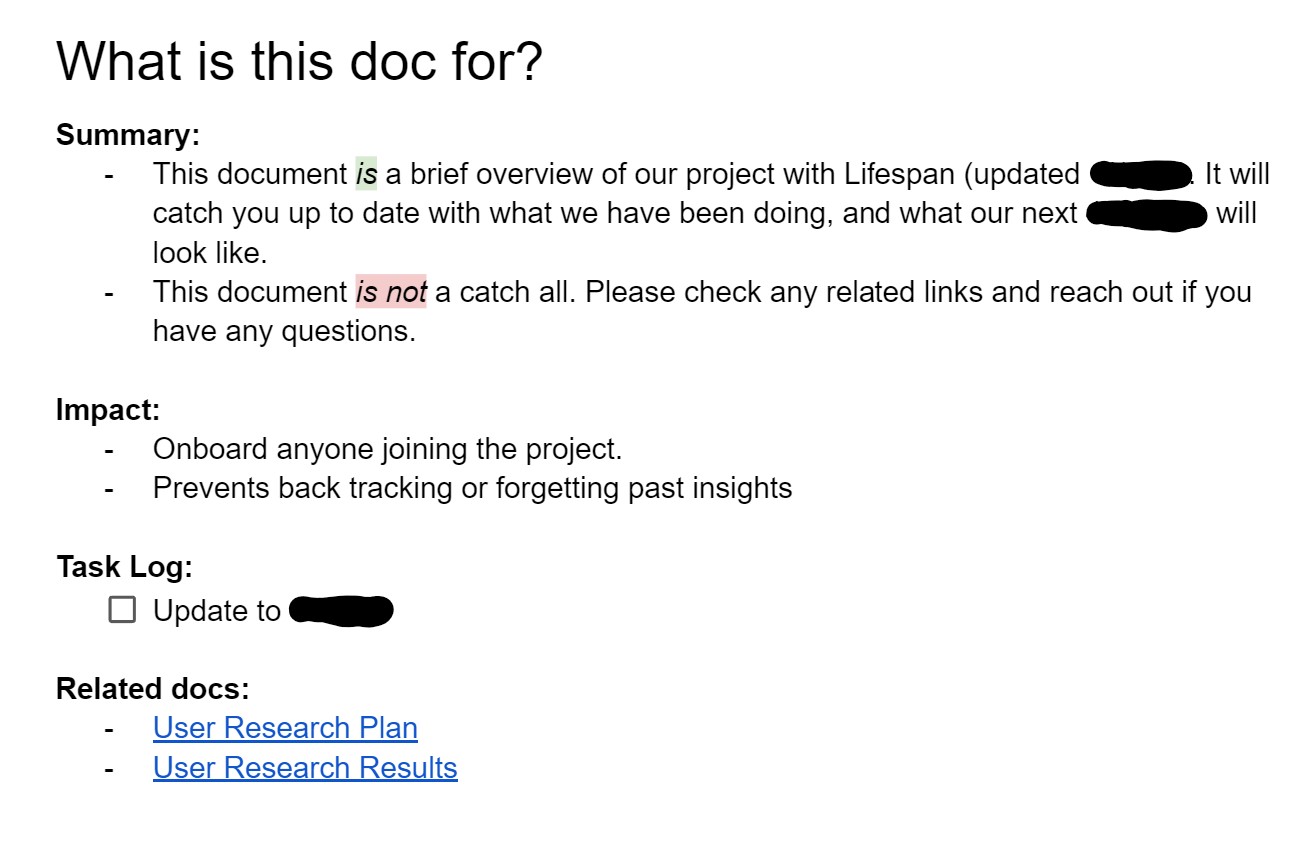 What is this doc for?
Summary:
- This document is a brief overview of our project with Lifespan (updated . It will
catch you up to date with what we have been doing, and what our next will
look like.
- This document is not a catch all. Please check any related links and reach out if you
have any questions.
Impact:
- Onboard anyone joining the project.
- Prevents back tracking or forgetting past insights
Task Log:
Update to
Related docs:
- User Research Plan
- User Research Results